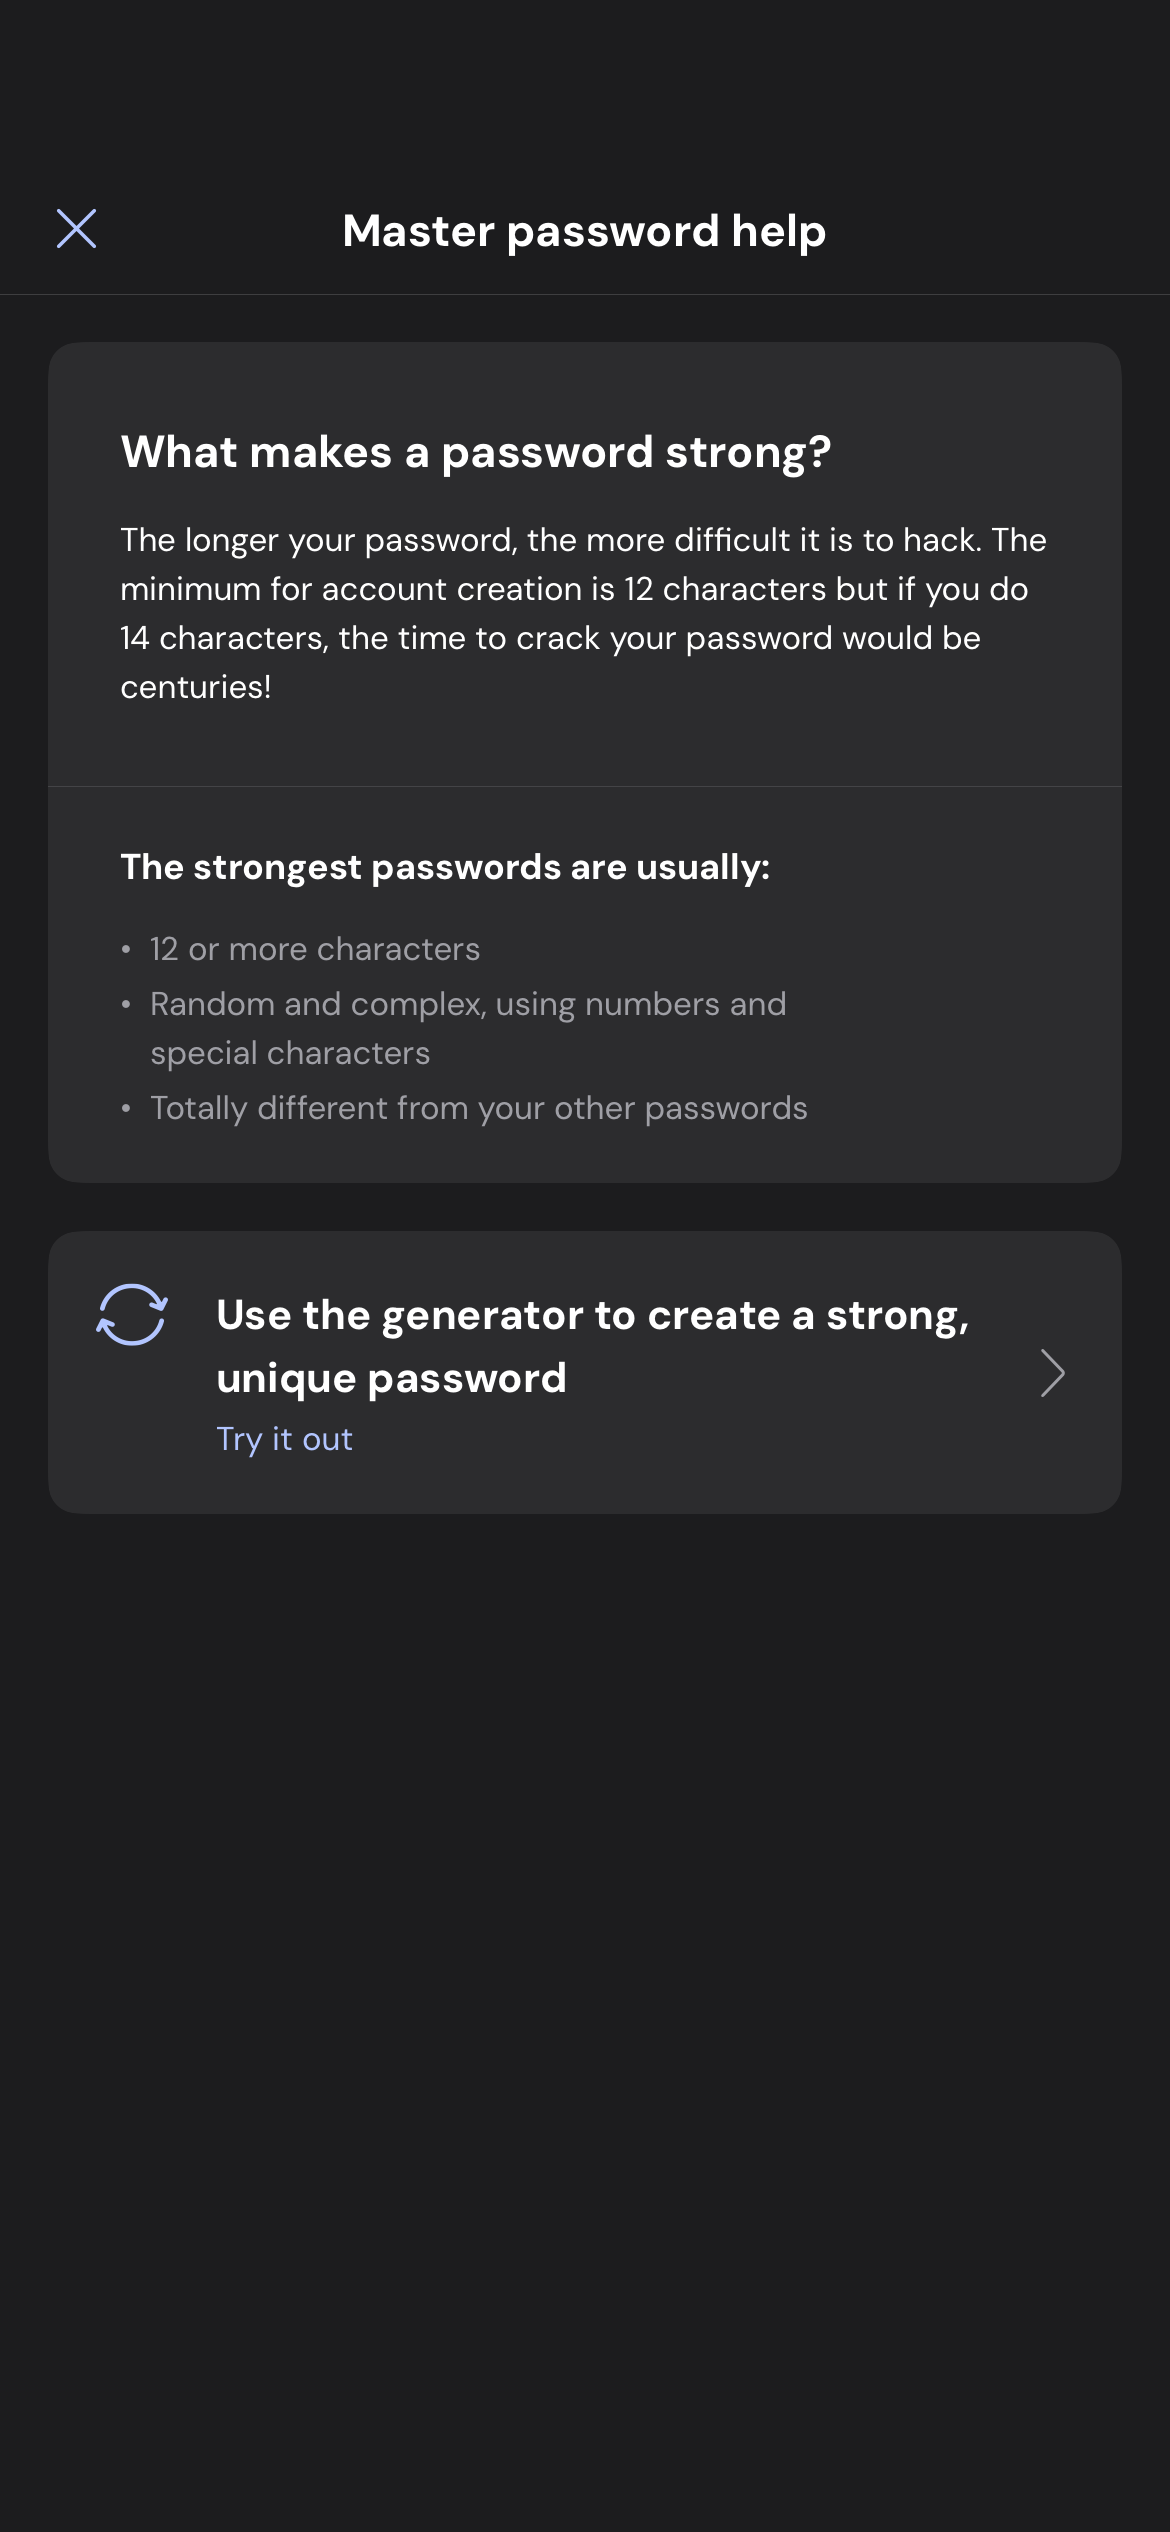 Master password help
What makes a password strong?
The longer your password, the more difficult it is to hack. The
minimum for account creation is 12 characters but if you do
14 characters, the time to crack your password would be
centuries!
The strongest passwords are usually:
• 12 or more characters
• Random and complex, using numbers and
special characters
• Totally different from your other passwords
Use the generator to create a strong,
unique password
Try it out